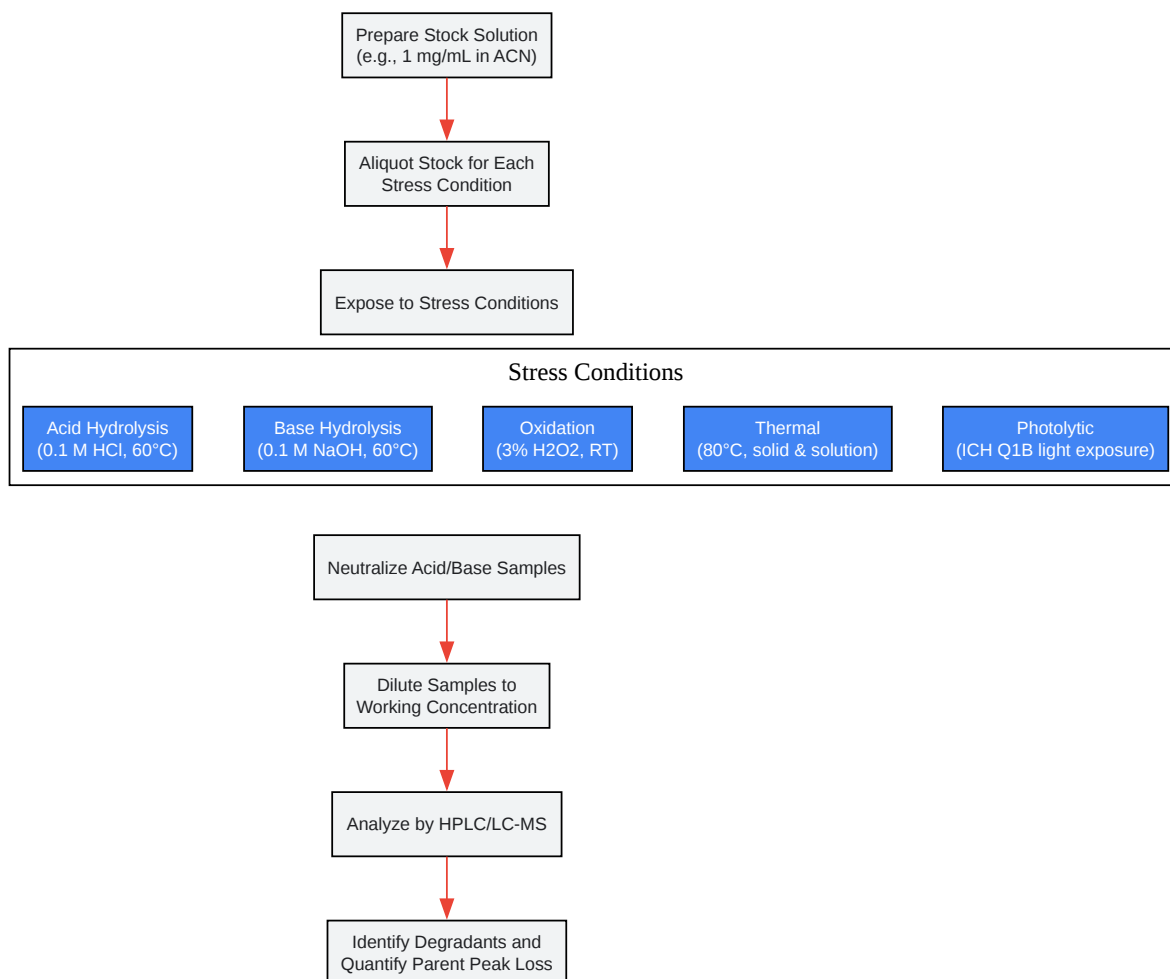 Prepare Stock Solution
(e.g., 1 mg/mL in ACN)
Aliquot Stock for Each
Stress Condition
Expose to Stress Conditions
Stress Conditions
Acid Hydrolysis
(0.1 M HCl, 60°C)
Base Hydrolysis
(0.1 M NaOH, 60°C)
Oxidation
(3% H2O2, RT)
Thermal
(80°C, solid & solution)
Photolytic
(ICH Q1B light exposure)
Neutralize Acid/Base Samples
Dilute Samples to
Working Concentration
Analyze by HPLC/LC-MS
Identify Degradants and
Quantify Parent Peak Loss